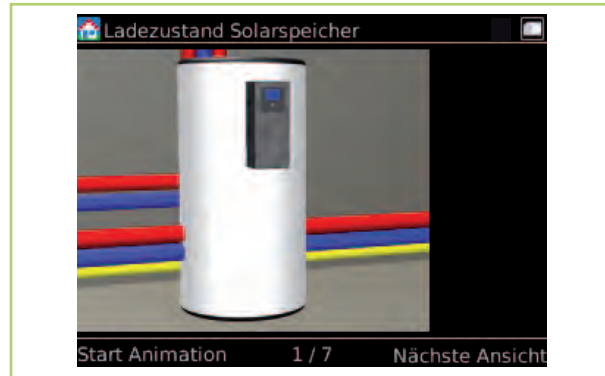 Ladezustand Solarspeicher
Start Animation 1 / 7 Nächste Ansicht